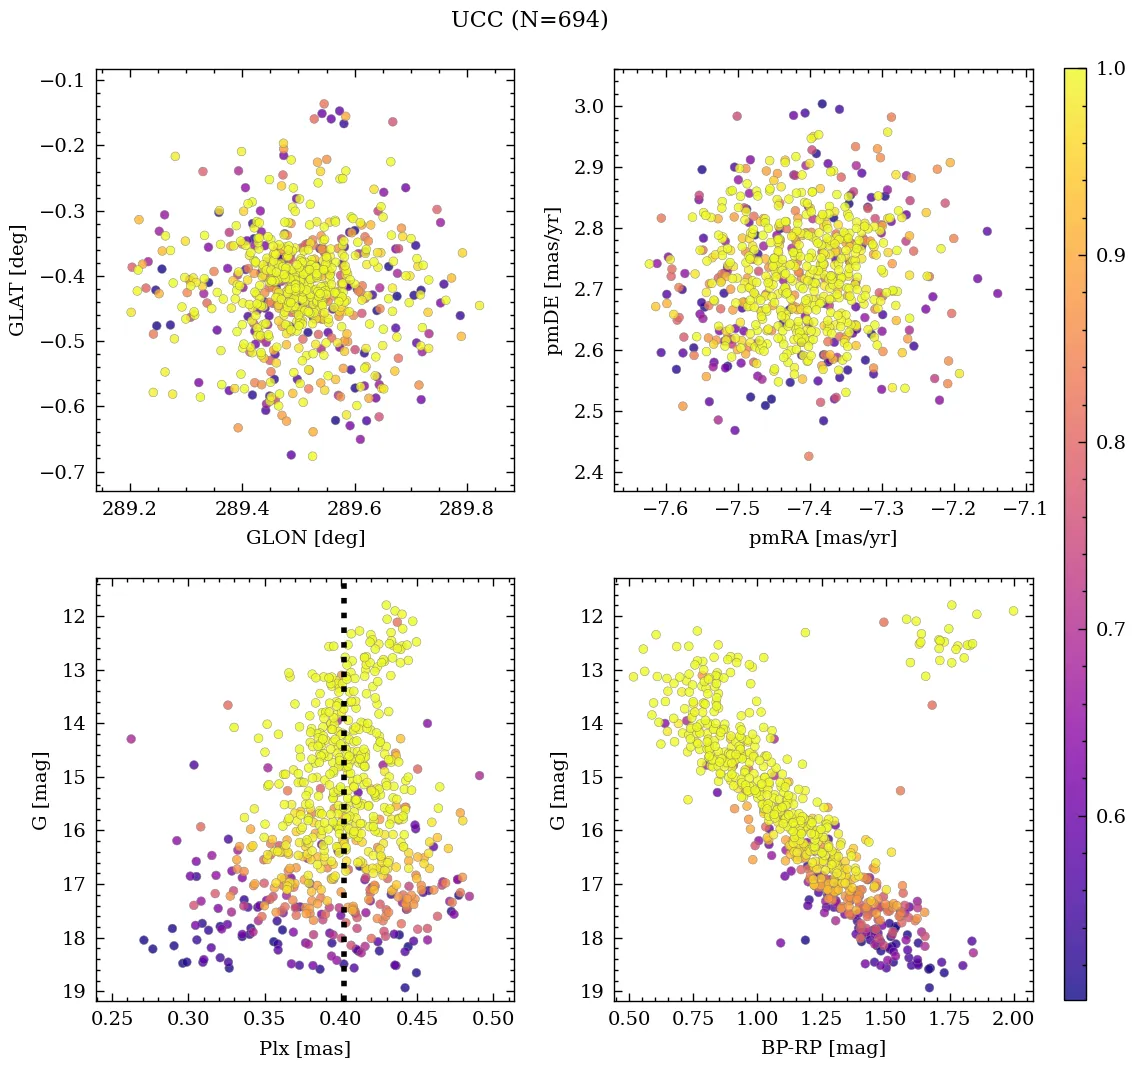 UCC (N=694)
−0.1
−0.2
−0.3
−0.4
−0.5
−0.6
−0.7
GLAT [deg]
289.2 289.4 289.6 289.8
GLON [deg]
3.0
2.9
2.8
2.7
2.6
2.5
2.4
pmDE [mas/yr]
−7.6 −7.5 −7.4 −7.3 −7.2 −7.1
pmRA [mas/yr]
1.0
0.9
0.8
0.7
0.6
12
13
14
15
16
17
18
19
G [mag]
0.25 0.30 0.35 0.40 0.45 0.50
Plx [mas]
12
13
14
15
16
17
18
19
G [mag]
0.50 0.75 1.00 1.25 1.50 1.75 2.00
BP-RP [mag]